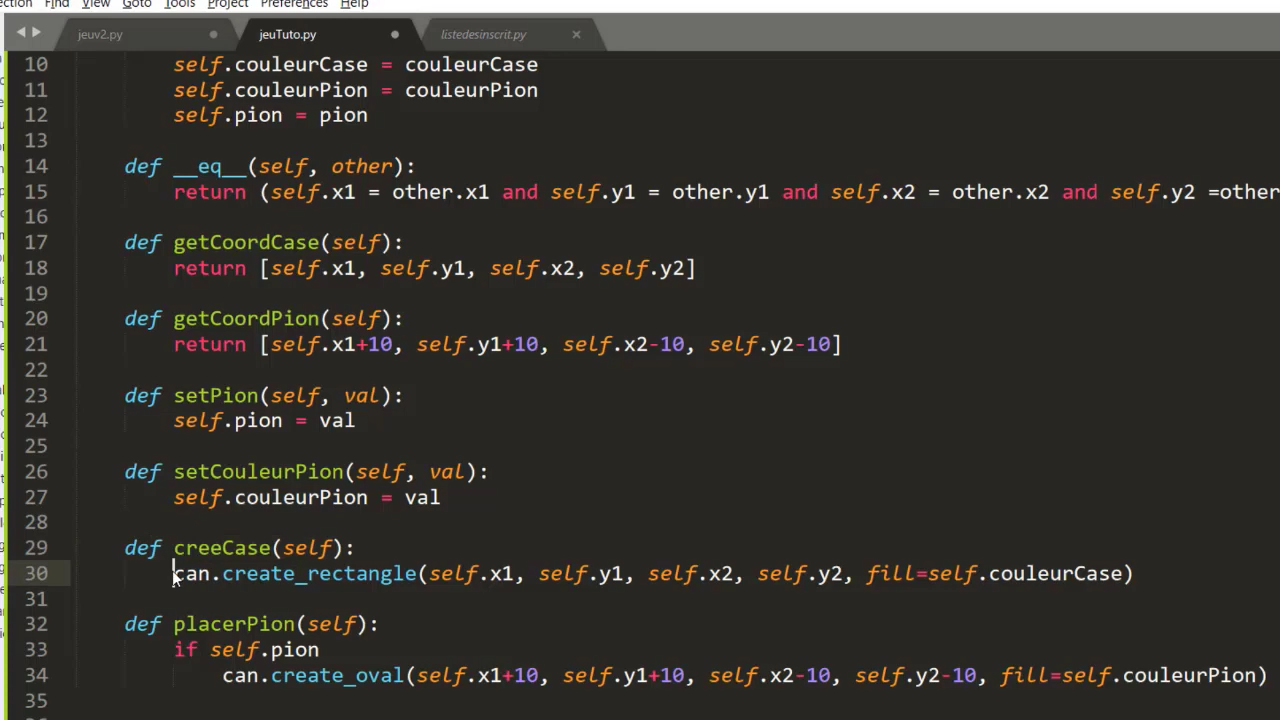 ection Find View Goto Tools Project Preferences Help
jeuv2.py jeuTuto.py listedesinscrit.py
10 self.couleurCase = couleurCase
11 self.couleurPion = couleurPion
12 self.pion = pion
13
14 def __eq__(self, other):
15 return (self.x1 = other.x1 and self.y1 = other.y1 and self.x2 = other.x2 and self.y2 =other
16
17 def getCoordCase(self):
18 return [self.x1, self.y1, self.x2, self.y2]
19
20 def getCoordPion(self):
21 return [self.x1+10, self.y1+10, self.x2-10, self.y2-10]
22
23 def setPion(self, val):
24 self.pion = val
25
26 def setCouleurPion(self, val):
27 self.couleurPion = val
28
29 def creeCase(self):
30 can.create_rectangle(self.x1, self.y1, self.x2, self.y2, fill=self.couleurCase)
31
32 def placerPion(self):
33 if self.pion
34 can.create_oval(self.x1+10, self.y1+10, self.x2-10, self.y2-10, fill=self.couleurPion)
35